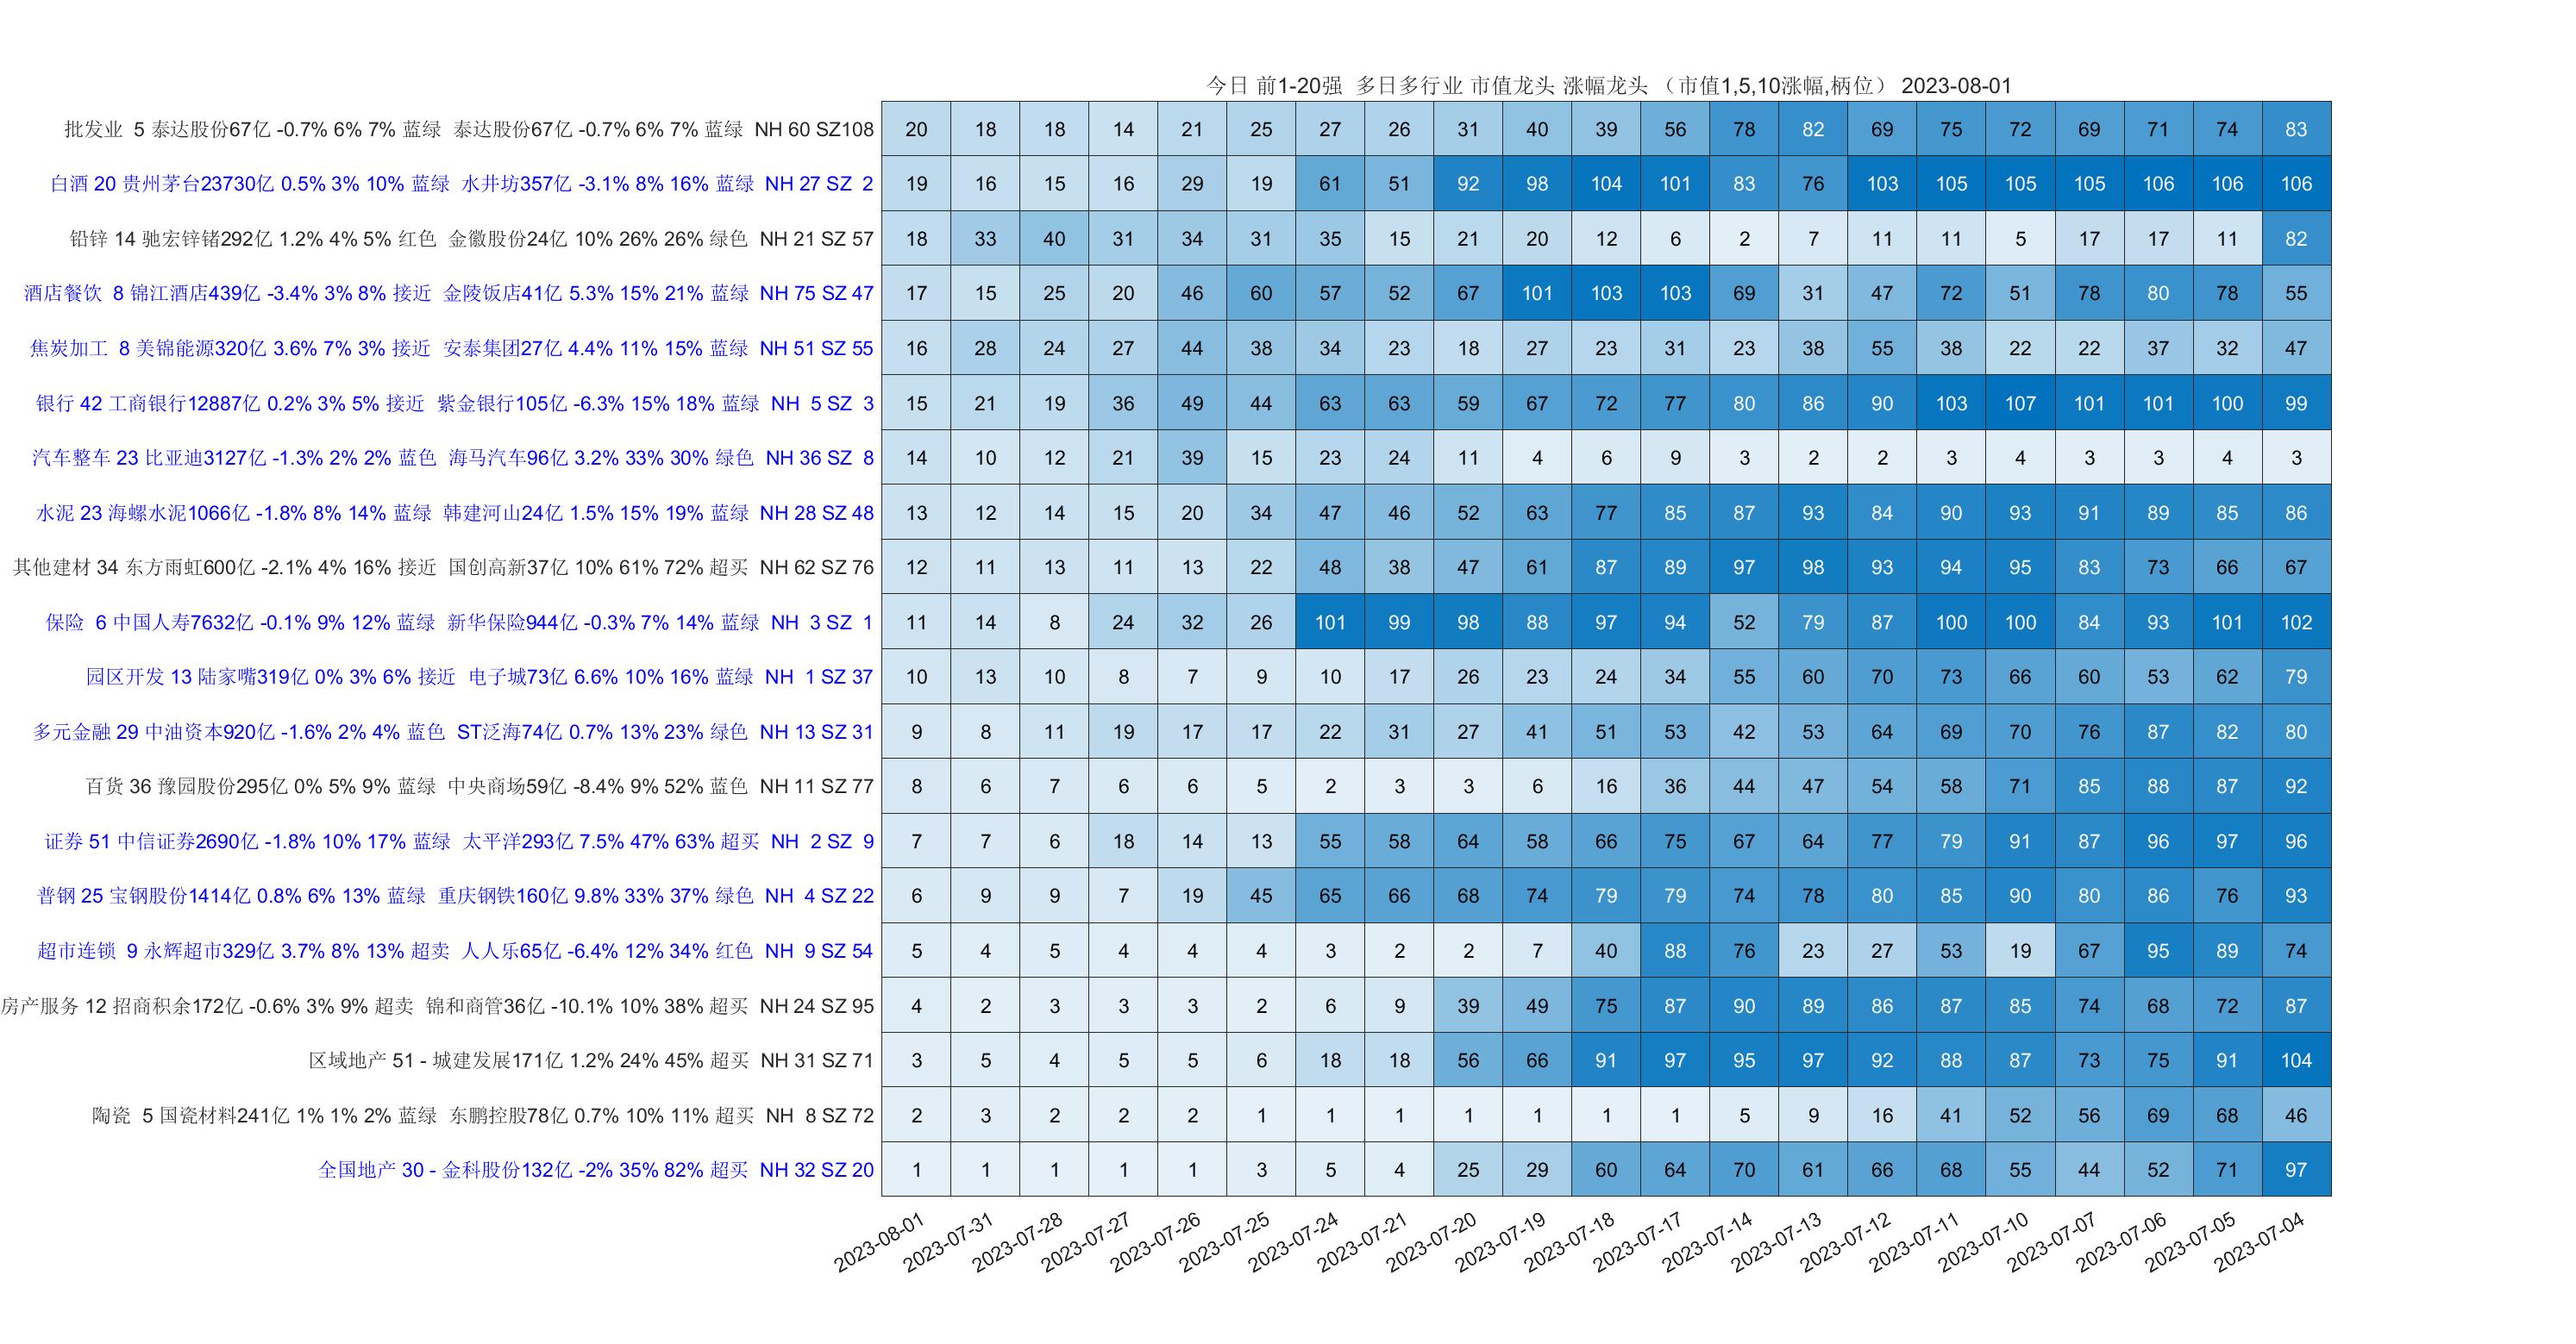 今日 前1-20强 多日多行业 市值龙头 涨幅龙头 （市值1,5,10涨幅,柄位） 2023-08-01
批发业 5 泰达股份67亿 -0.7% 6% 7% 蓝绿 泰达股份67亿 -0.7% 6% 7% 蓝绿 NH 60 SZ108 20 18 18 14 21 25 27 26 31 40 39 56 78 82 69 75 72 69 71 74 83
白酒 20 贵州茅台23730亿 0.5% 3% 10% 蓝绿 水井坊357亿 -3.1% 8% 16% 蓝绿 NH 27 SZ 2 19 16 15 16 29 19 61 51 92 98 104 101 83 76 103 105 105 105 106 106 106
铅锌 14 驰宏锌锗292亿 1.2% 4% 5% 红色 金徽股份24亿 10% 26% 26% 绿色 NH 21 SZ 57 18 33 40 31 34 31 35 15 21 20 12 6 2 7 11 11 5 17 17 11 82
酒店餐饮 8 锦江酒店439亿 -3.4% 3% 8% 接近 金陵饭店41亿 5.3% 15% 21% 蓝绿 NH 75 SZ 47 17 15 25 20 46 60 57 52 67 101 103 103 69 31 47 72 51 78 80 78 55
焦炭加工 8 美锦能源320亿 3.6% 7% 3% 接近 安泰集团27亿 4.4% 11% 15% 蓝绿 NH 51 SZ 55 16 28 24 27 44 38 34 23 18 27 23 31 23 38 55 38 22 22 37 32 47
银行 42 工商银行12887亿 0.2% 3% 5% 接近 紫金银行105亿 -6.3% 15% 18% 蓝绿 NH 5 SZ 3 15 21 19 36 49 44 63 63 59 67 72 77 80 86 90 103 107 101 101 100 99
汽车整车 23 比亚迪3127亿 -1.3% 2% 2% 蓝色 海马汽车96亿 3.2% 33% 30% 绿色 NH 36 SZ 8 14 10 12 21 39 15 23 24 11 4 6 9 3 2 2 3 4 3 3 4 3
水泥 23 海螺水泥1066亿 -1.8% 8% 14% 蓝绿 韩建河山24亿 1.5% 15% 19% 蓝绿 NH 28 SZ 48 13 12 14 15 20 34 47 46 52 63 77 85 87 93 84 90 93 91 89 85 86
其他建材 34 东方雨虹600亿 -2.1% 4% 16% 接近 国创高新37亿 10% 61% 72% 超买 NH 62 SZ 76 12 11 13 11 13 22 48 38 47 61 87 89 97 98 93 94 95 83 73 66 67
保险 6 中国人寿7632亿 -0.1% 9% 12% 蓝绿 新华保险944亿 -0.3% 7% 14% 蓝绿 NH 3 SZ 1 11 14 8 24 32 26 101 99 98 88 97 94 52 79 87 100 100 84 93 101 102
园区开发 13 陆家嘴319亿 0% 3% 6% 接近 电子城73亿 6.6% 10% 16% 蓝绿 NH 1 SZ 37 10 13 10 8 7 9 10 17 26 23 24 34 55 60 70 73 66 60 53 62 79
多元金融 29 中油资本920亿 -1.6% 2% 4% 蓝色 ST泛海74亿 0.7% 13% 23% 绿色 NH 13 SZ 31 9 8 11 19 17 17 22 31 27 41 51 53 42 53 64 69 70 76 87 82 80
百货 36 豫园股份295亿 0% 5% 9% 蓝绿 中央商场59亿 -8.4% 9% 52% 蓝色 NH 11 SZ 77 8 6 7 6 6 5 2 3 3 6 16 36 44 47 54 58 71 85 88 87 92
证券 51 中信证券2690亿 -1.8% 10% 17% 蓝绿 太平洋293亿 7.5% 47% 63% 超买 NH 2 SZ 9 7 7 6 18 14 13 55 58 64 58 66 75 67 64 77 79 91 87 96 97 96
普钢 25 宝钢股份1414亿 0.8% 6% 13% 蓝绿 重庆钢铁160亿 9.8% 33% 37% 绿色 NH 4 SZ 22 6 9 9 7 19 45 65 66 68 74 79 79 74 78 80 85 90 80 86 76 93
超市连锁 9 永辉超市329亿 3.7% 8% 13% 超卖 人人乐65亿 -6.4% 12% 34% 红色 NH 9 SZ 54 5 4 5 4 4 4 3 2 2 7 40 88 76 23 27 53 19 67 95 89 74
房产服务 12 招商积余172亿 -0.6% 3% 9% 超卖 锦和商管36亿 -10.1% 10% 38% 超买 NH 24 SZ 95 4 2 3 3 3 2 6 9 39 49 75 87 90 89 86 87 85 74 68 72 87
区域地产 51 - 城建发展171亿 1.2% 24% 45% 超买 NH 31 SZ 71 3 5 4 5 5 6 18 18 56 66 91 97 95 97 92 88 87 73 75 91 104
陶瓷 5 国瓷材料241亿 1% 1% 2% 蓝绿 东鹏控股78亿 0.7% 10% 11% 超买 NH 8 SZ 72 2 3 2 2 2 1 1 1 1 1 1 1 5 9 16 41 52 56 69 68 46
全国地产 30 - 金科股份132亿 -2% 35% 82% 超买 NH 32 SZ 20 1 1 1 1 1 3 5 4 25 29 60 64 70 61 66 68 55 44 52 71 97
2023-08-01 2023-07-31 2023-07-28 2023-07-27 2023-07-26 2023-07-25 2023-07-24 2023-07-21 2023-07-20 2023-07-19 2023-07-18 2023-07-17 2023-07-14 2023-07-13 2023-07-12 2023-07-11 2023-07-10 2023-07-07 2023-07-06 2023-07-05 2023-07-04